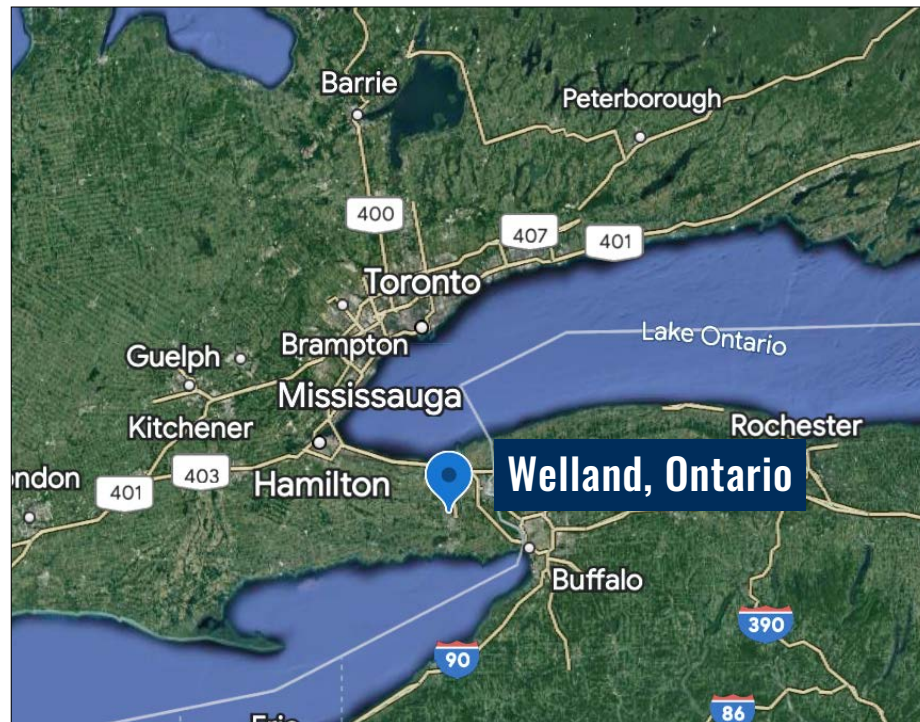 Barrie
Peterborough
400
407
401
Toronto
Lake Ontario
Brampton
Guelph
Mississauga
Kitchener
Rochester
Welland, Ontario
ndon
401
403
Hamilton
Buffalo
390
90
86
Erie